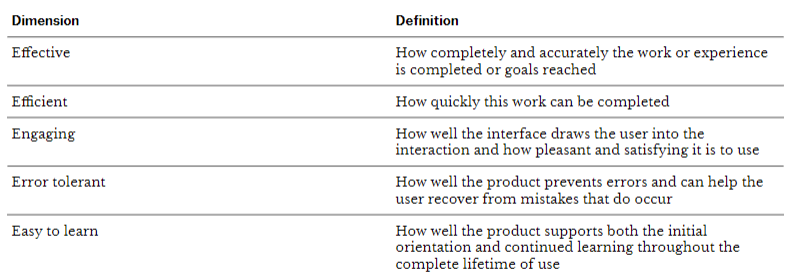 Dimension Definition
Effective How completely and accurately the work or experience
is completed or goals reached
Efficient How quickly this work can be completed
Engaging How well the interface draws the user into the
interaction and how pleasant and satisfying it is to use
Error tolerant How well the product prevents errors and can help the
user recover from mistakes that do occur
Easy to learn How well the product supports both the initial
orientation and continued learning throughout the
complete lifetime of use